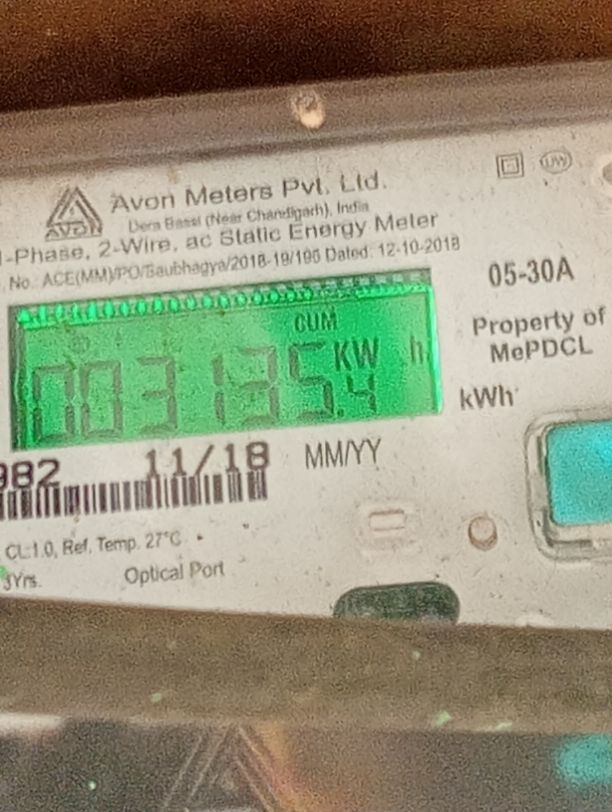 AVON
Avon Meters Pvt. Ltd.
Dera Bassi (Near Chandigarh), India
-Phase, 2-Wire, ac Static Energy Meter
No.: ACE(MM)/PO/Saubhagya/2018-19/195 Dated: 12-10-2018
05-30A
Property of
MePDCL
CUM
003135.4 KW h
kWh
982 11/18 MM/YY
CL:1.0, Ref. Temp. 27°C
3Yrs. Optical Port